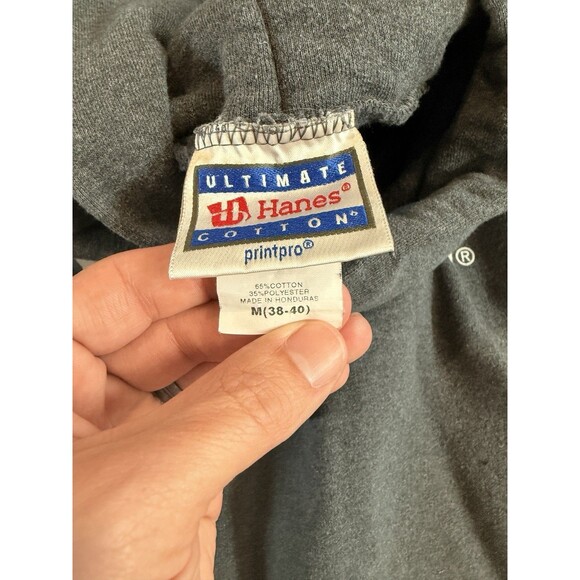 ULTIMATE
Hanes®
COTTON®
printpro®
65%COTTON
35%POLYESTER
MADE IN HONDURAS
M(38-40)
®